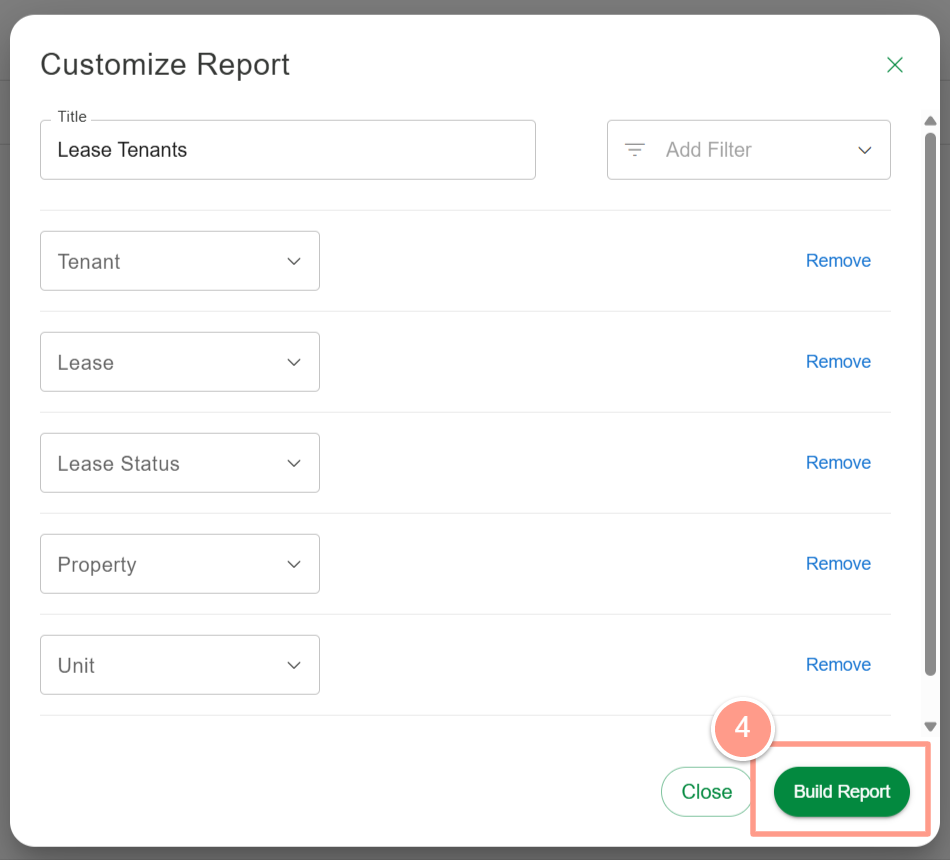 Customize Report
Title
Lease Tenants
Add Filter
Tenant
Remove
Lease
Remove
Lease Status
Remove
Property
Remove
Unit
Remove
4
Close
Build Report